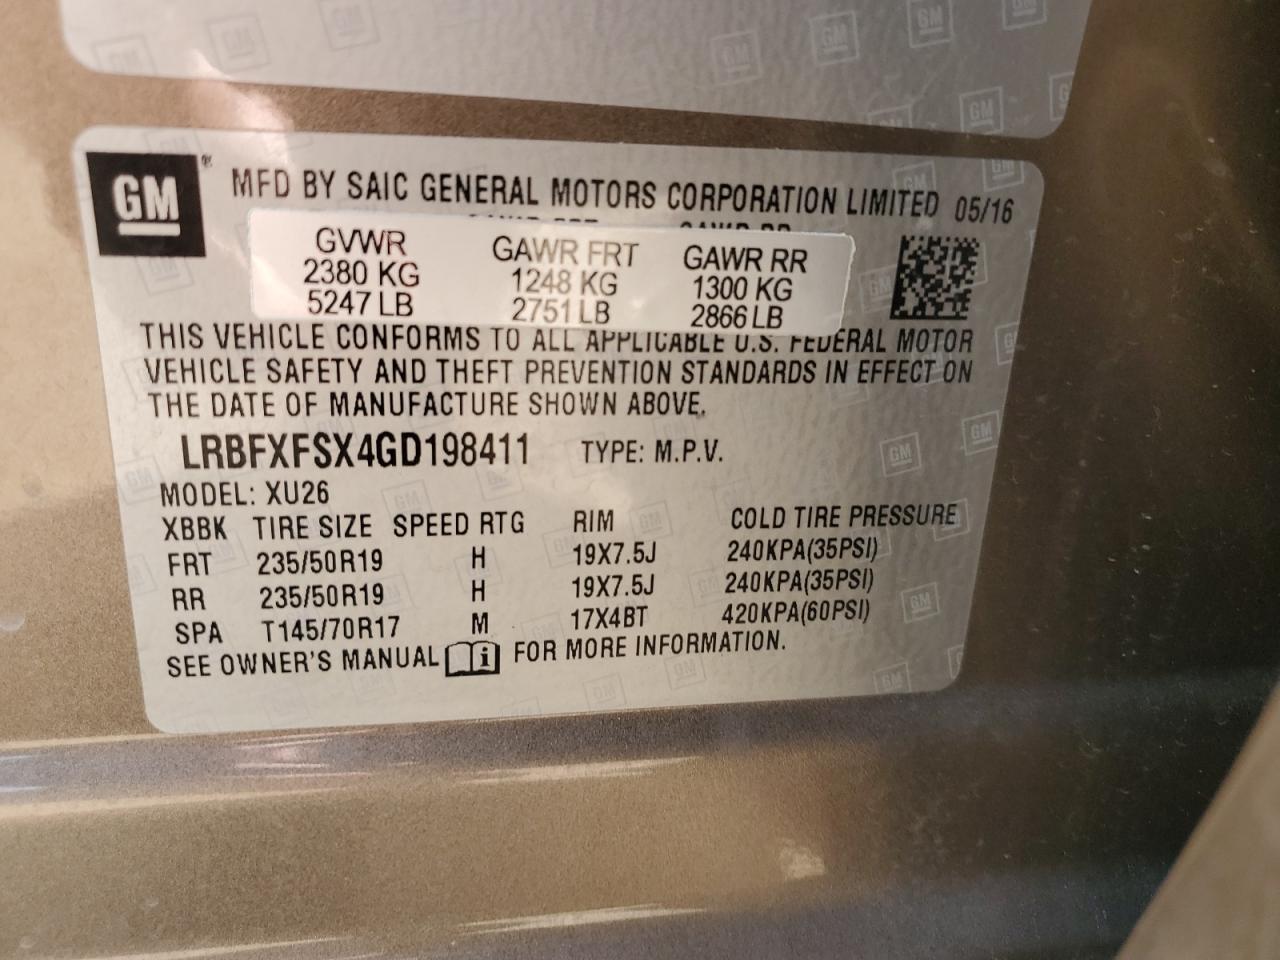 GM ® MFD BY SAIC GENERAL MOTORS CORPORATION LIMITED 05/16
GVWR GAWR FRT GAWR RR
2380 KG 1248 KG 1300 KG
5247 LB 2751 LB 2866 LB
THIS VEHICLE CONFORMS TO ALL APPLICABLE U.S. FEDERAL MOTOR
VEHICLE SAFETY AND THEFT PREVENTION STANDARDS IN EFFECT ON
THE DATE OF MANUFACTURE SHOWN ABOVE.
LRBFXFSX4GD198411 TYPE: M.P.V.
MODEL: XU26
XBBK TIRE SIZE SPEED RTG RIM COLD TIRE PRESSURE
FRT 235/50R19 H 19X7.5J 240KPA(35PSI)
RR 235/50R19 H 19X7.5J 240KPA(35PSI)
SPA T145/70R17 M 17X4BT 420KPA(60PSI)
SEE OWNER'S MANUAL i FOR MORE INFORMATION.